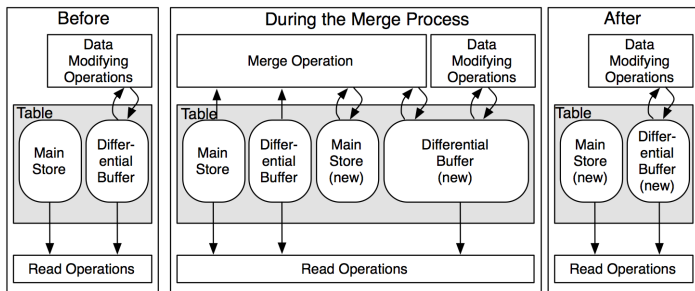 Before
Data
Modifying
Operations
Table
Main
Store
Differ-
ential
Buffer
Read Operations
During the Merge Process
Merge Operation
Data
Modifying
Operations
Table
Main
Store
Differ-
ential
Buffer
Main
Store
(new)
Differential
Buffer
(new)
Read Operations
After
Data
Modifying
Operations
Table
Main
Store
(new)
Differ-
ential
Buffer
(new)
Read Operations